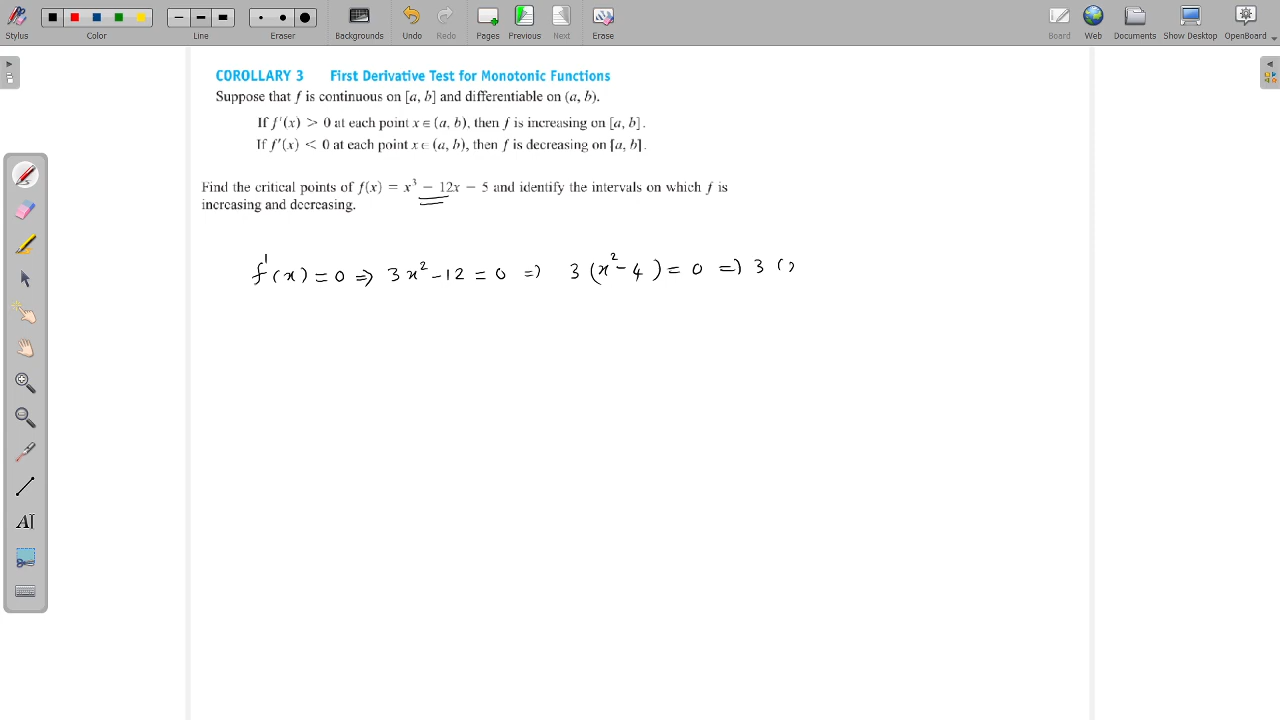 Stylus
Color
Line
Eraser
Backgrounds
Undo
Redo
Pages
Previous
Next
Erase
Board
Web
Documents
Show Desktop
OpenBoard
COROLLARY 3 First Derivative Test for Monotonic Functions
Suppose that f is continuous on [a, b] and differentiable on (a, b).
If f′(x) > 0 at each point x ∈ (a, b), then f is increasing on [a, b].
If f′(x) < 0 at each point x ∈ (a, b), then f is decreasing on [a, b].
Find the critical points of f(x) = x³ − 12x − 5 and identify the intervals on which f is
increasing and decreasing.
f'(x) = 0 ⇒ 3x² − 12 = 0 ⇒ 3(x² − 4) = 0 ⇒ 3 (
AI